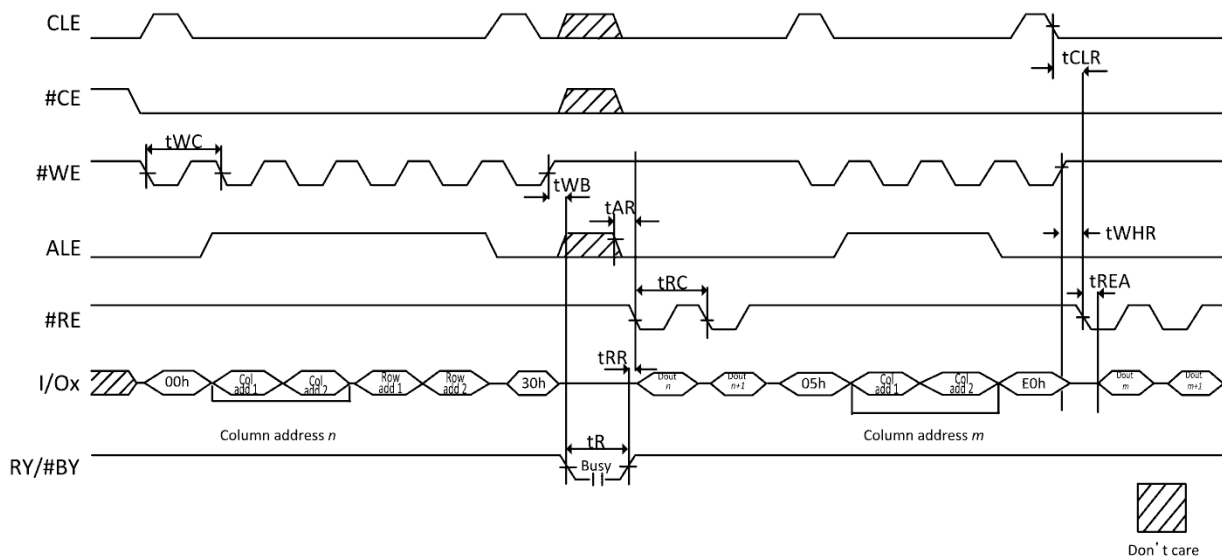 CLE
tCLR
#CE
tWC
#WE
tWB
tAR
ALE
tWHR
tREA
tRC
#RE
tRR
I/Ox 00h Col add 1 Col add 2 Row add 1 Row add 2 30h Dout n Dout n+1 05h Col add 1 Col add 2 E0h Dout m Dout m+1
Column address n Column address m
tR
RY/#BY Busy
Don't care